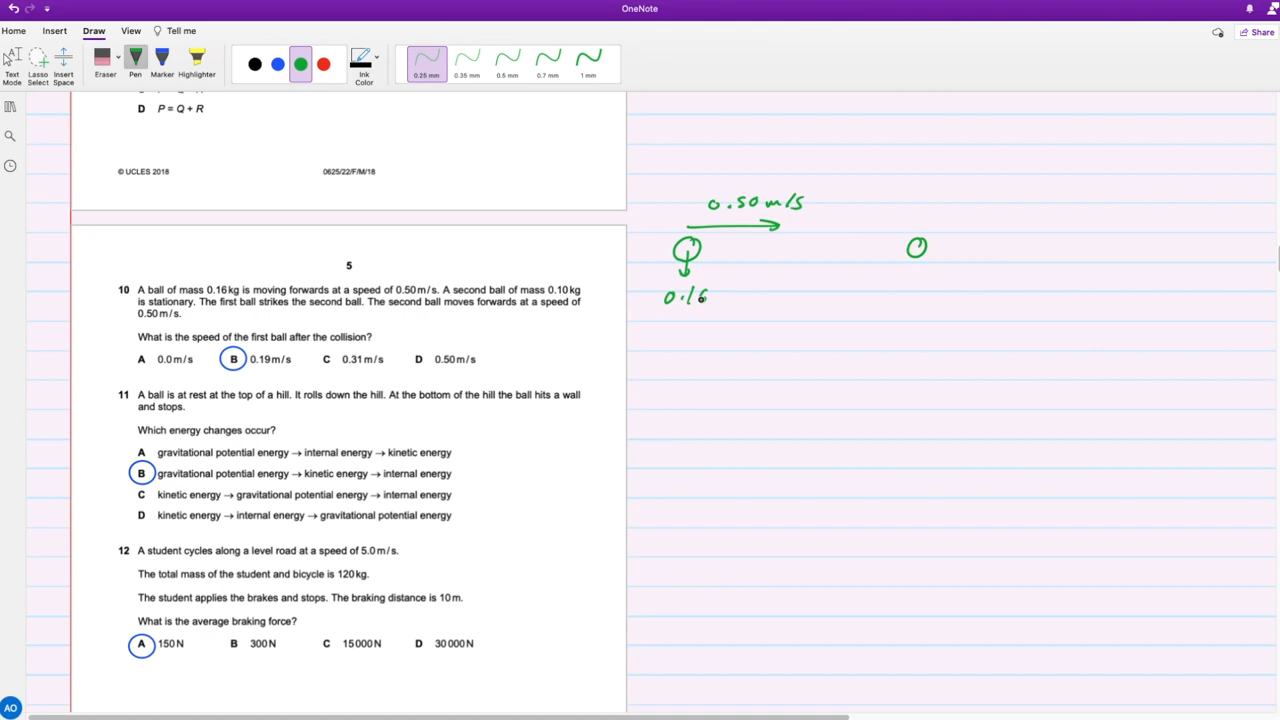 OneNote
Home Insert Draw View Tell me
Share
Text Mode
Lasso Select
Insert Space
Eraser
Pen
Marker
Highlighter
Ink Color
0.25 mm
0.35 mm
0.5 mm
0.7 mm
1 mm
D P = Q + R
© UCLES 2018 0625/22/F/M/18
0.50 m/s
0.16
5
10 A ball of mass 0.16 kg is moving forwards at a speed of 0.50 m / s. A second ball of mass 0.10 kg
is stationary. The first ball strikes the second ball. The second ball moves forwards at a speed of
0.50 m / s.
What is the speed of the first ball after the collision?
A 0.0 m / s B 0.19 m / s C 0.31 m / s D 0.50 m / s
11 A ball is at rest at the top of a hill. It rolls down the hill. At the bottom of the hill the ball hits a wall
and stops.
Which energy changes occur?
A gravitational potential energy → internal energy → kinetic energy
B gravitational potential energy → kinetic energy → internal energy
C kinetic energy → gravitational potential energy → internal energy
D kinetic energy → internal energy → gravitational potential energy
12 A student cycles along a level road at a speed of 5.0 m / s.
The total mass of the student and bicycle is 120 kg.
The student applies the brakes and stops. The braking distance is 10 m.
What is the average braking force?
A 150 N B 300 N C 15 000 N D 30 000 N
AO